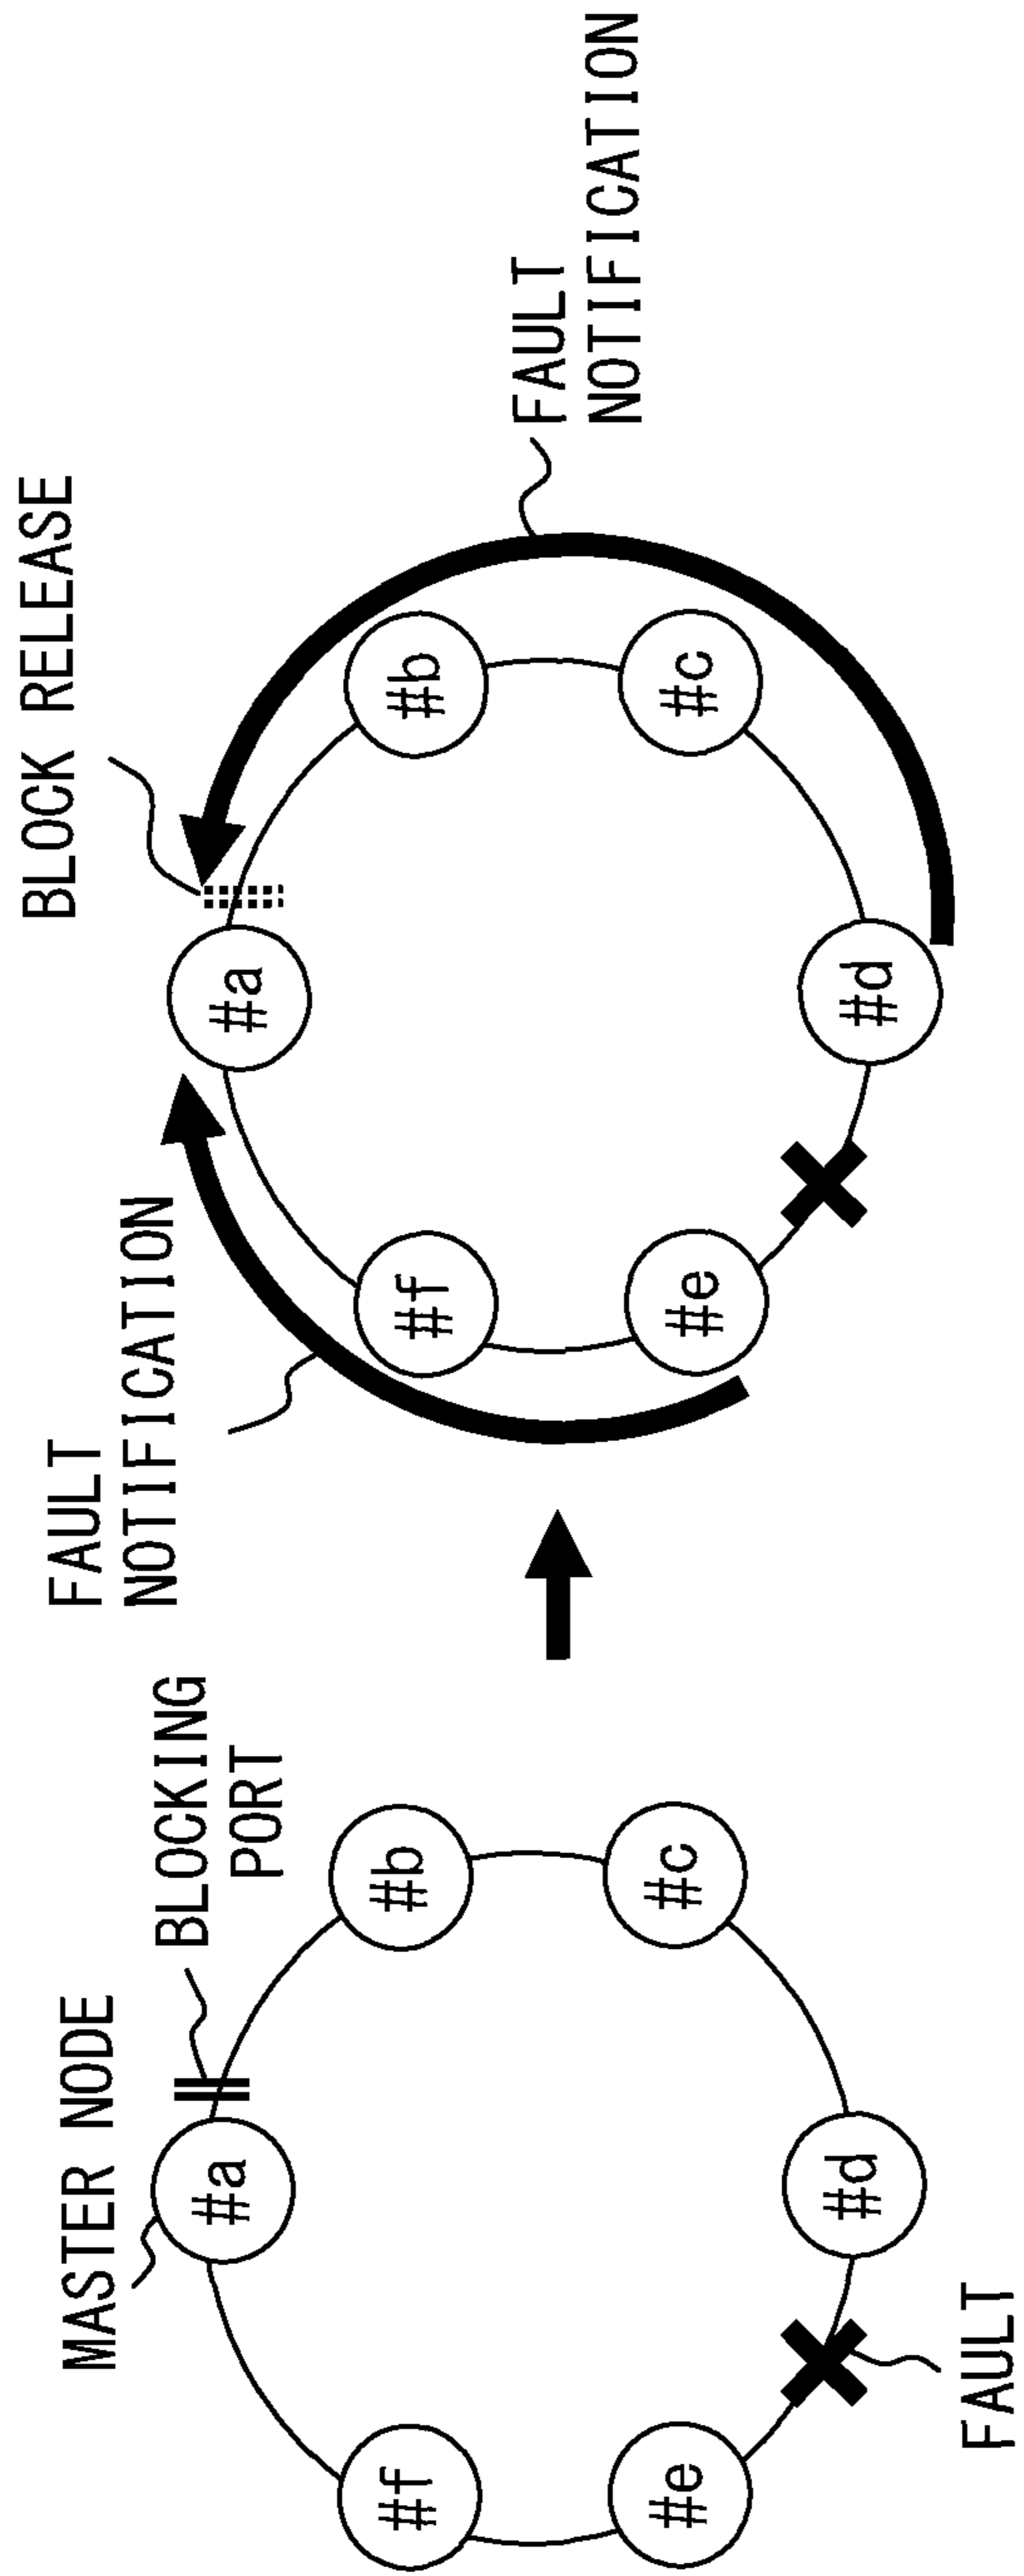 MASTER NODE
BLOCKING
PORT
#a
#b
#c
#d
#e
#f
FAULT
FAULT
NOTIFICATION
BLOCK RELEASE
#a
#b
#c
#d
#e
#f
FAULT
NOTIFICATION